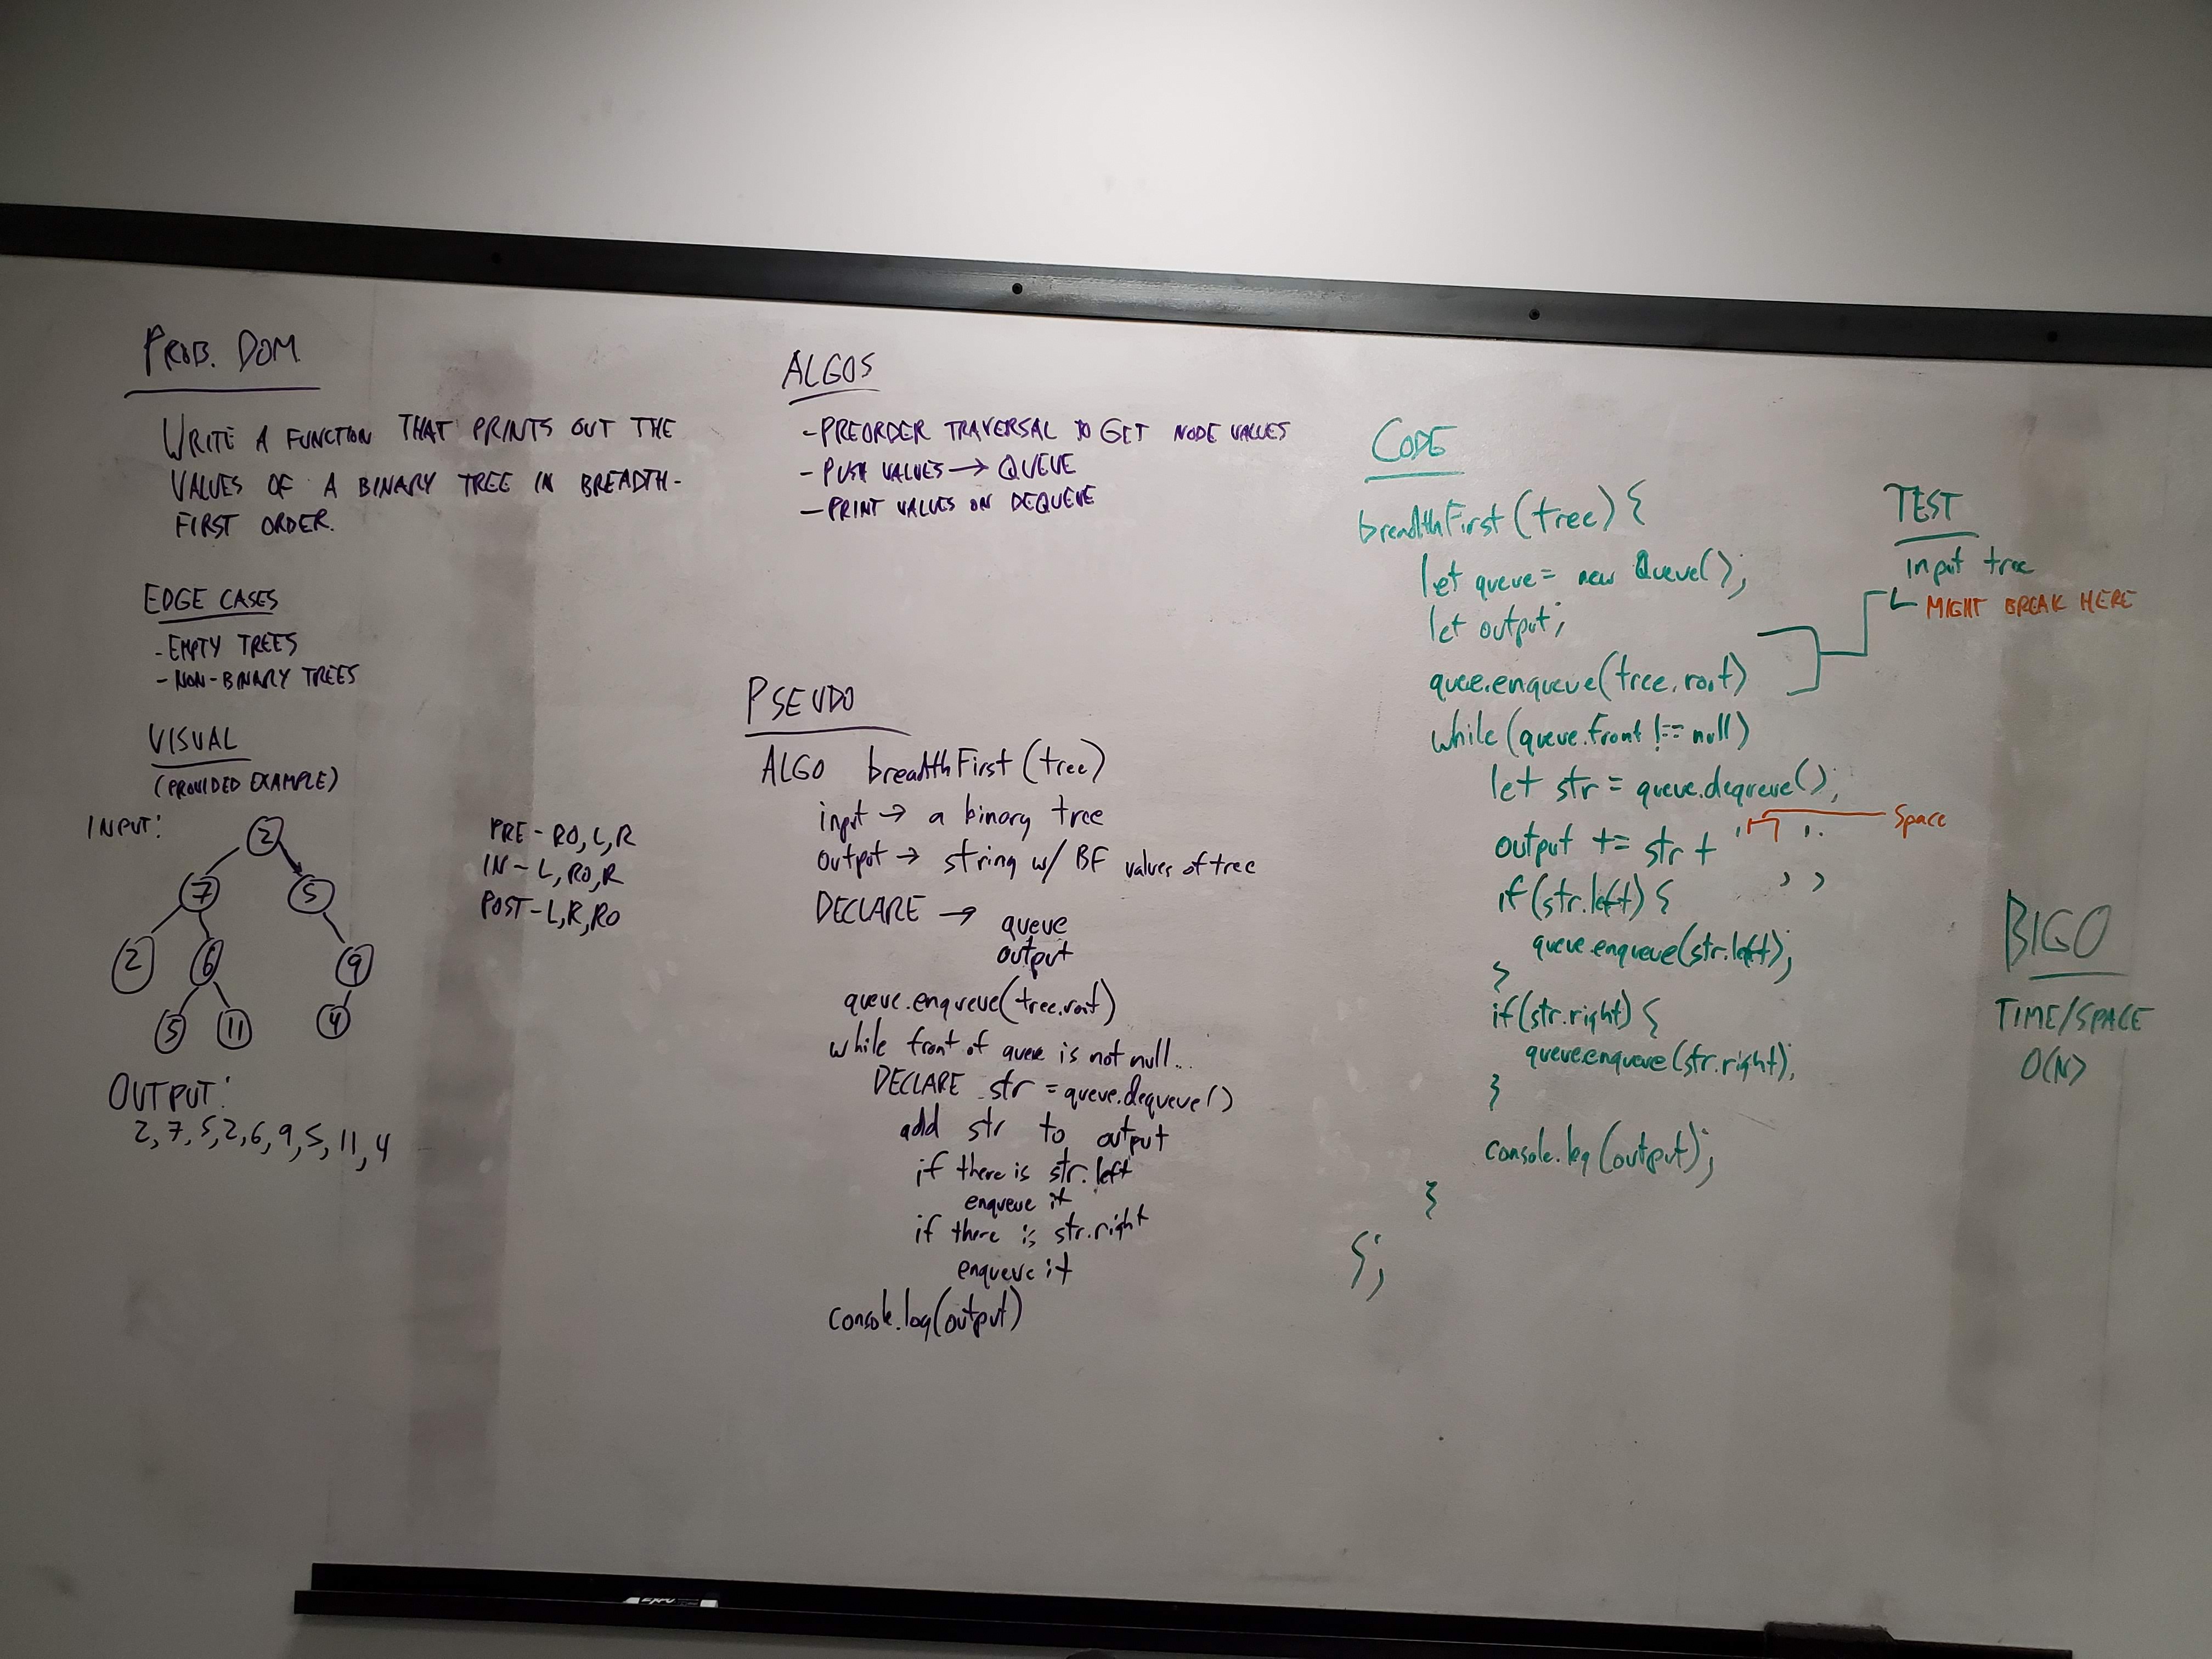 PROB. DOM
WRITE A FUNCTION THAT PRINTS OUT THE
VALUES OF A BINARY TREE IN BREADTH-
FIRST ORDER.
EDGE CASES
- EMPTY TREES
- NON-BINARY TREES
VISUAL
(PROVIDED EXAMPLE)
INPUT:
2
7 5
2 6 9
5 11 4
OUTPUT:
2, 7, 5, 2, 6, 9, 5, 11, 4
PRE - RO, L, R
IN - L, RO, R
POST - L, R, RO
ALGOS
- PREORDER TRAVERSAL TO GET NODE VALUES
- PUSH VALUES → QUEUE
- PRINT VALUES ON DEQUEUE
PSEUDO
ALGO breadthFirst(tree)
input → a binary tree
output → string w/ BF values of tree
DECLARE → queue
output
queue.enqueue(tree.root)
while front of queue is not null...
DECLARE str = queue.dequeue()
add str to output
if there is str.left
enqueue it
if there is str.right
enqueue it
console.log(output)
CODE
breadthFirst(tree) {
let queue = new Queue();
let output;
queue.enqueue(tree.root)
while (queue.front !== null)
let str = queue.dequeue();
output += str + ' '.
Space
, ,
if(str.left) {
queue.enqueue(str.left);
}
if(str.right) {
queue.enqueue(str.right);
}
console.log(output);
}
};
TEST
input tree
MIGHT BREAK HERE
BIGO
TIME/SPACE
O(N)
EXPO